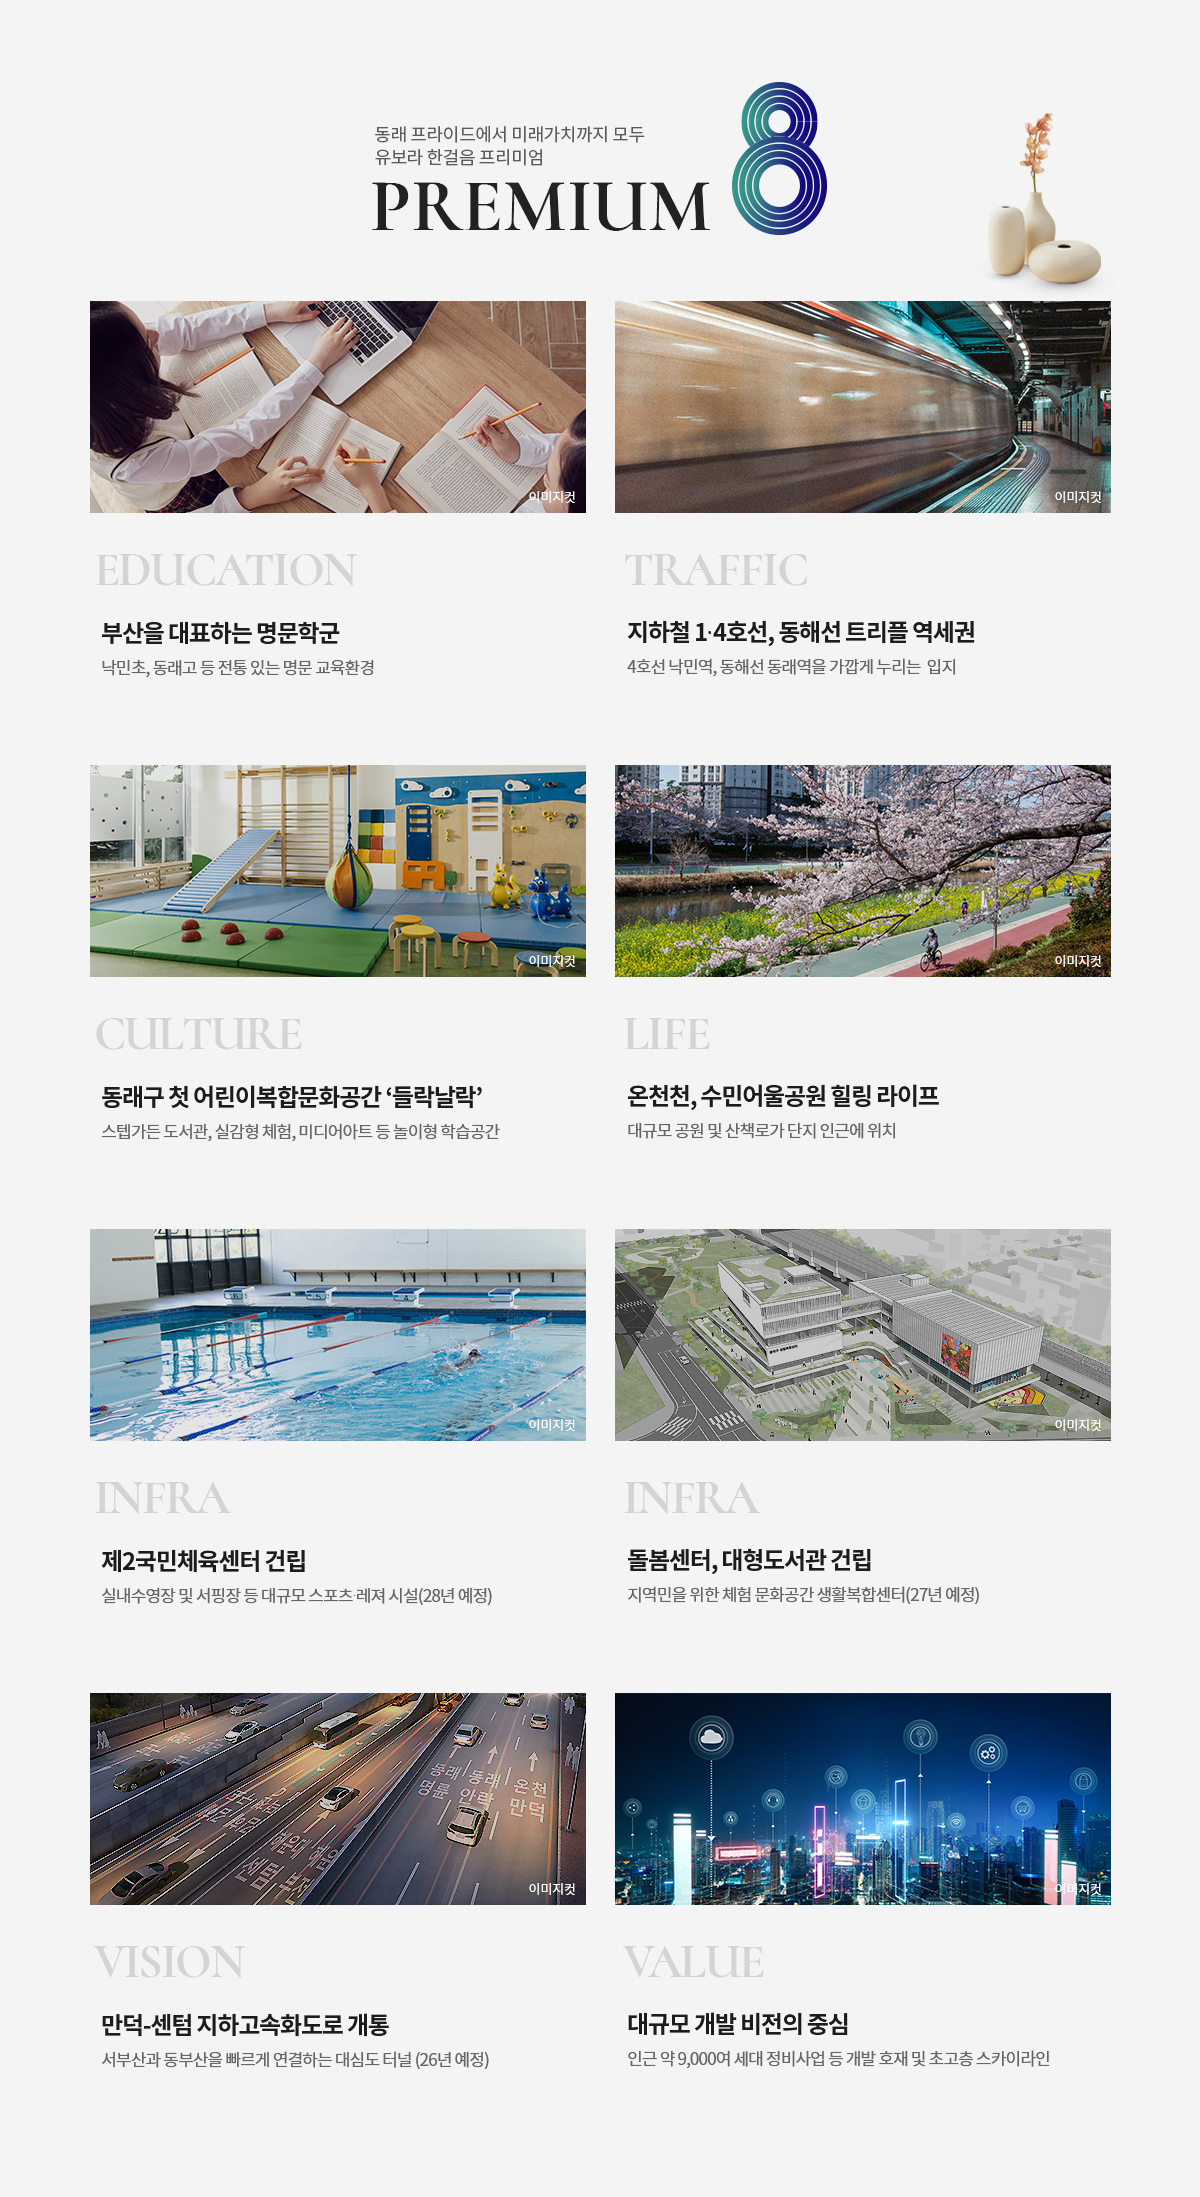 동래 프라이드에서 미래가치까지 모두
유보라 한걸음 프리미엄
PREMIUM 8
이미지컷
이미지컷
EDUCATION
부산을 대표하는 명문학군
낙민초, 동래고 등 전통 있는 명문 교육환경
TRAFFIC
지하철 1·4호선, 동해선 트리플 역세권
4호선 낙민역, 동해선 동래역을 가깝게 누리는 입지
이미지컷
이미지컷
CULTURE
동래구 첫 어린이복합문화공간 ‘들락날락’
스텝가든 도서관, 실감형 체험, 미디어아트 등 놀이형 학습공간
LIFE
온천천, 수민어울공원 힐링 라이프
대규모 공원 및 산책로가 단지 인근에 위치
이미지컷
이미지컷
INFRA
제2국민체육센터 건립
실내수영장 및 서핑장 등 대규모 스포츠·레져 시설(28년 예정)
INFRA
돌봄센터, 대형도서관 건립
지역민을 위한 체험 문화공간 생활복합센터(27년 예정)
동래 동래 온천
명륜 안락 만덕
해운대
센텀
이미지컷
이미지컷
VISION
만덕-센텀 지하고속화도로 개통
서부산과 동부산을 빠르게 연결하는 대심도 터널 (26년 예정)
VALUE
대규모 개발 비전의 중심
인근 약 9,000여 세대 정비사업 등 개발 호재 및 초고층 스카이라인